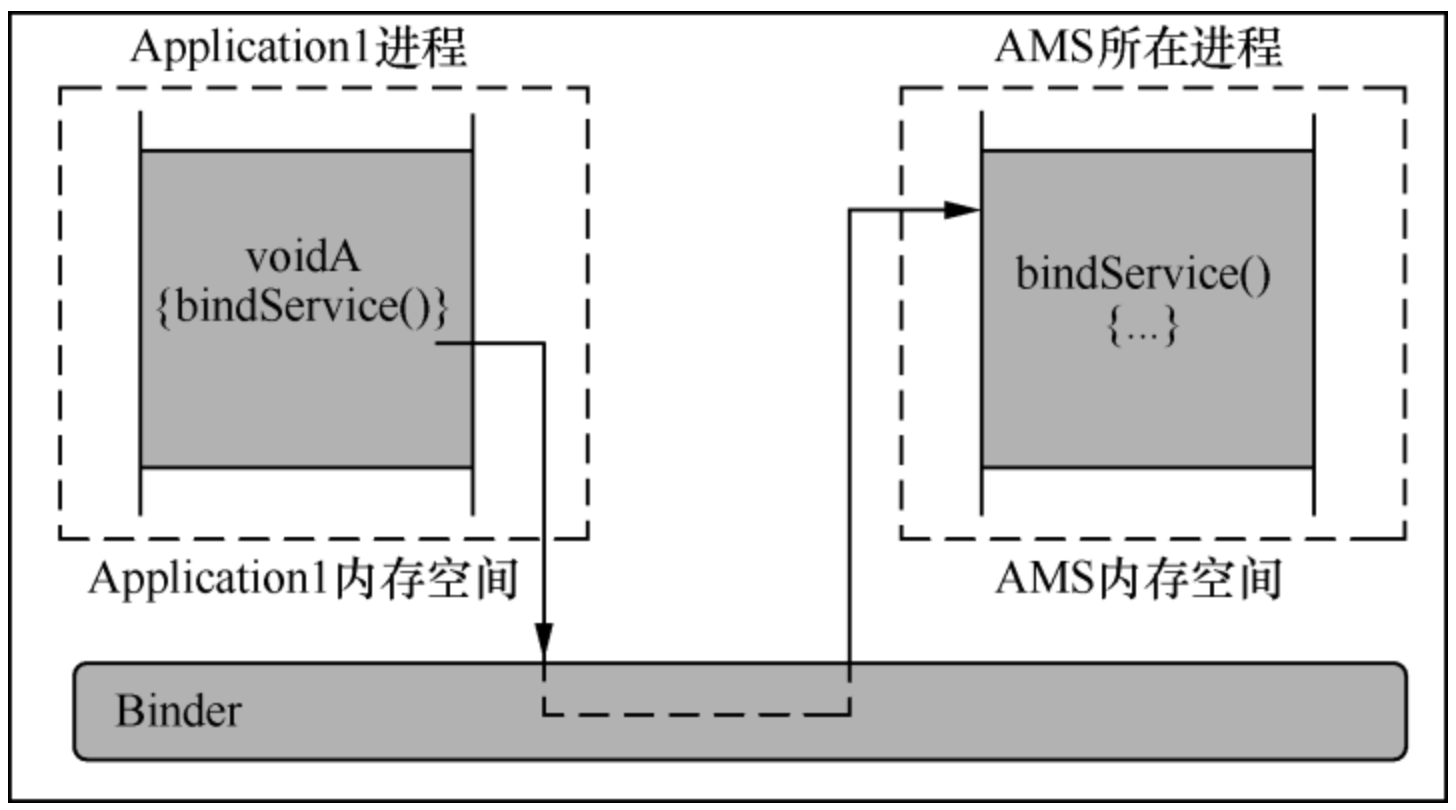 Application1进程
AMS所在进程
voidA
{bindService()}
bindService()
{...}
Application1内存空间
AMS内存空间
Binder